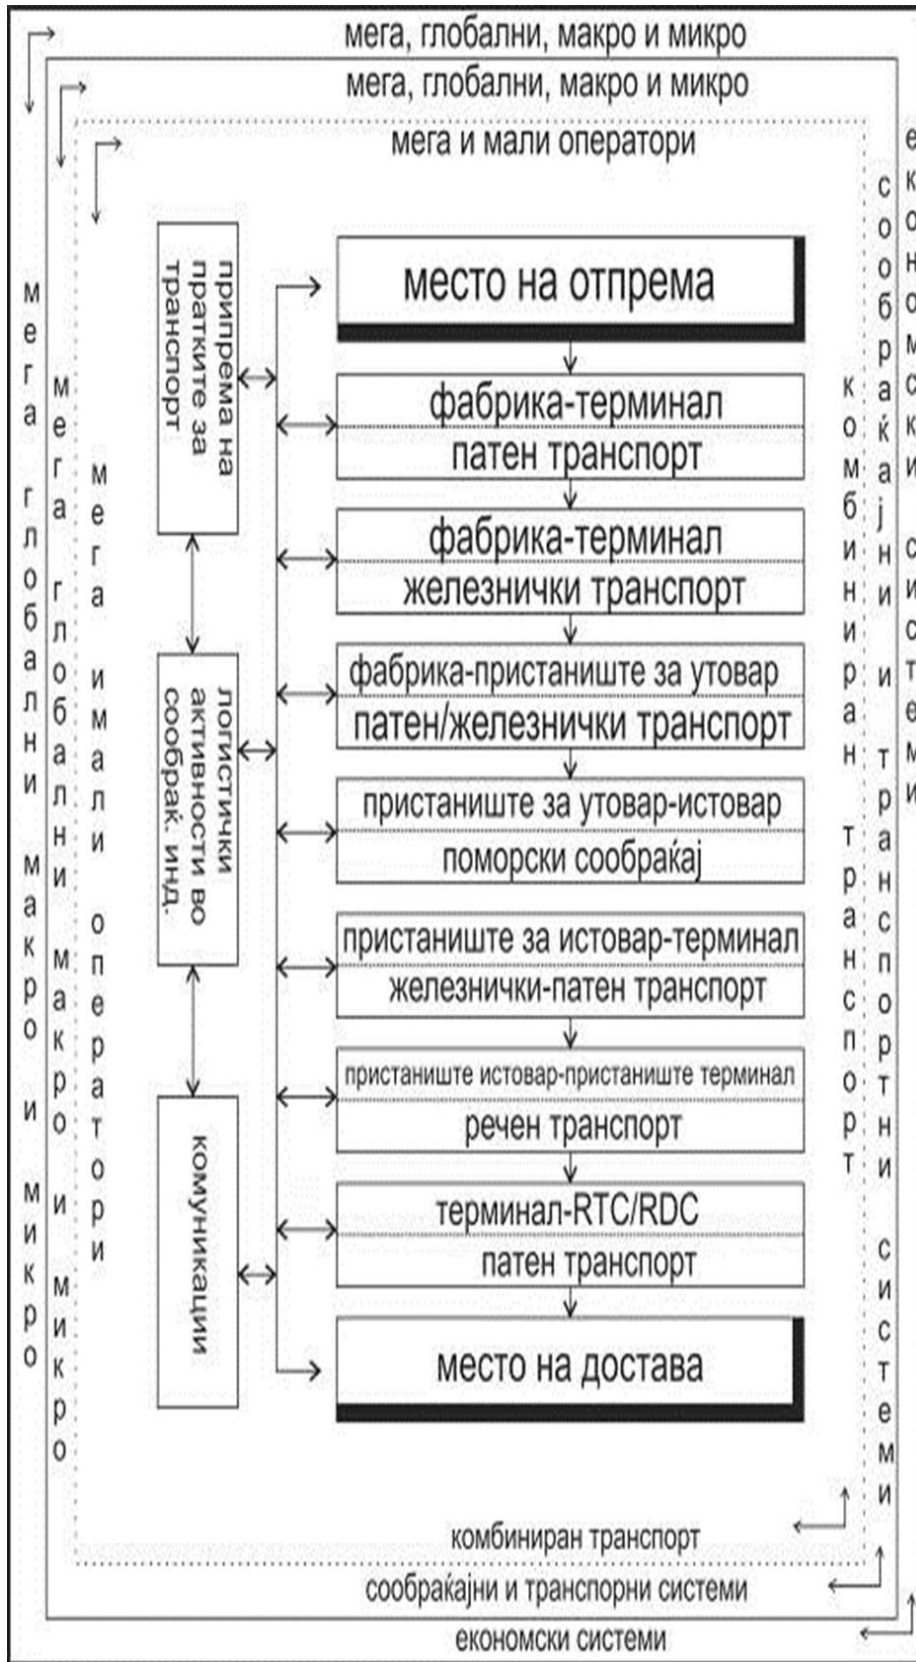 мега, глобални, макро и микро
мега, глобални, макро и микро
мега и мали оператори
мега глобални макро и микро
мега глобални макро и микро
мега имали оператори
припрема на
пратките за
транспорт
логистички
активности во
сообраќ. инд.
комуникации
место на отпрема
фабрика-терминал
патен транспорт
фабрика-терминал
железнички транспорт
фабрика-пристаниште за утовар
патен/железнички транспорт
пристаниште за утовар-истовар
поморски сообраќај
пристаниште за истовар-терминал
железнички-патен транспорт
пристаниште истовар-пристаниште терминал
речен транспорт
терминал-RTC/RDC
патен транспорт
место на достава
комбиниран транспорт
сообраќајни и транспортни системи
економски системи
комбиниран транспорт
сообраќајни и транспорни системи
економски системи